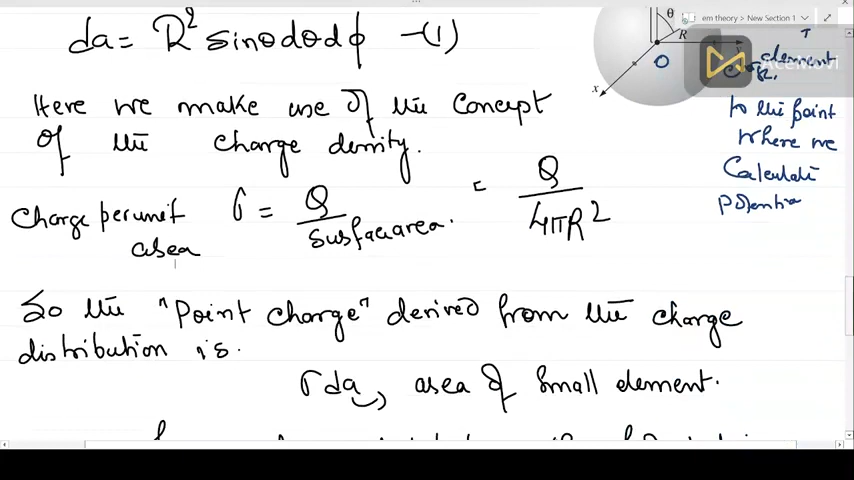 em theory > New Section 1
θ
R
O
x
da = R² sinθ dθ dϕ —(1)
element
to the point
where we
Calculate
potentia
Here we make use of the Concept
of the charge density.
Charge per unit area σ = Q / surface area. = Q / 4πR²
So the "Point charge" derived from the charge
distribution is.
σ da area of small element.